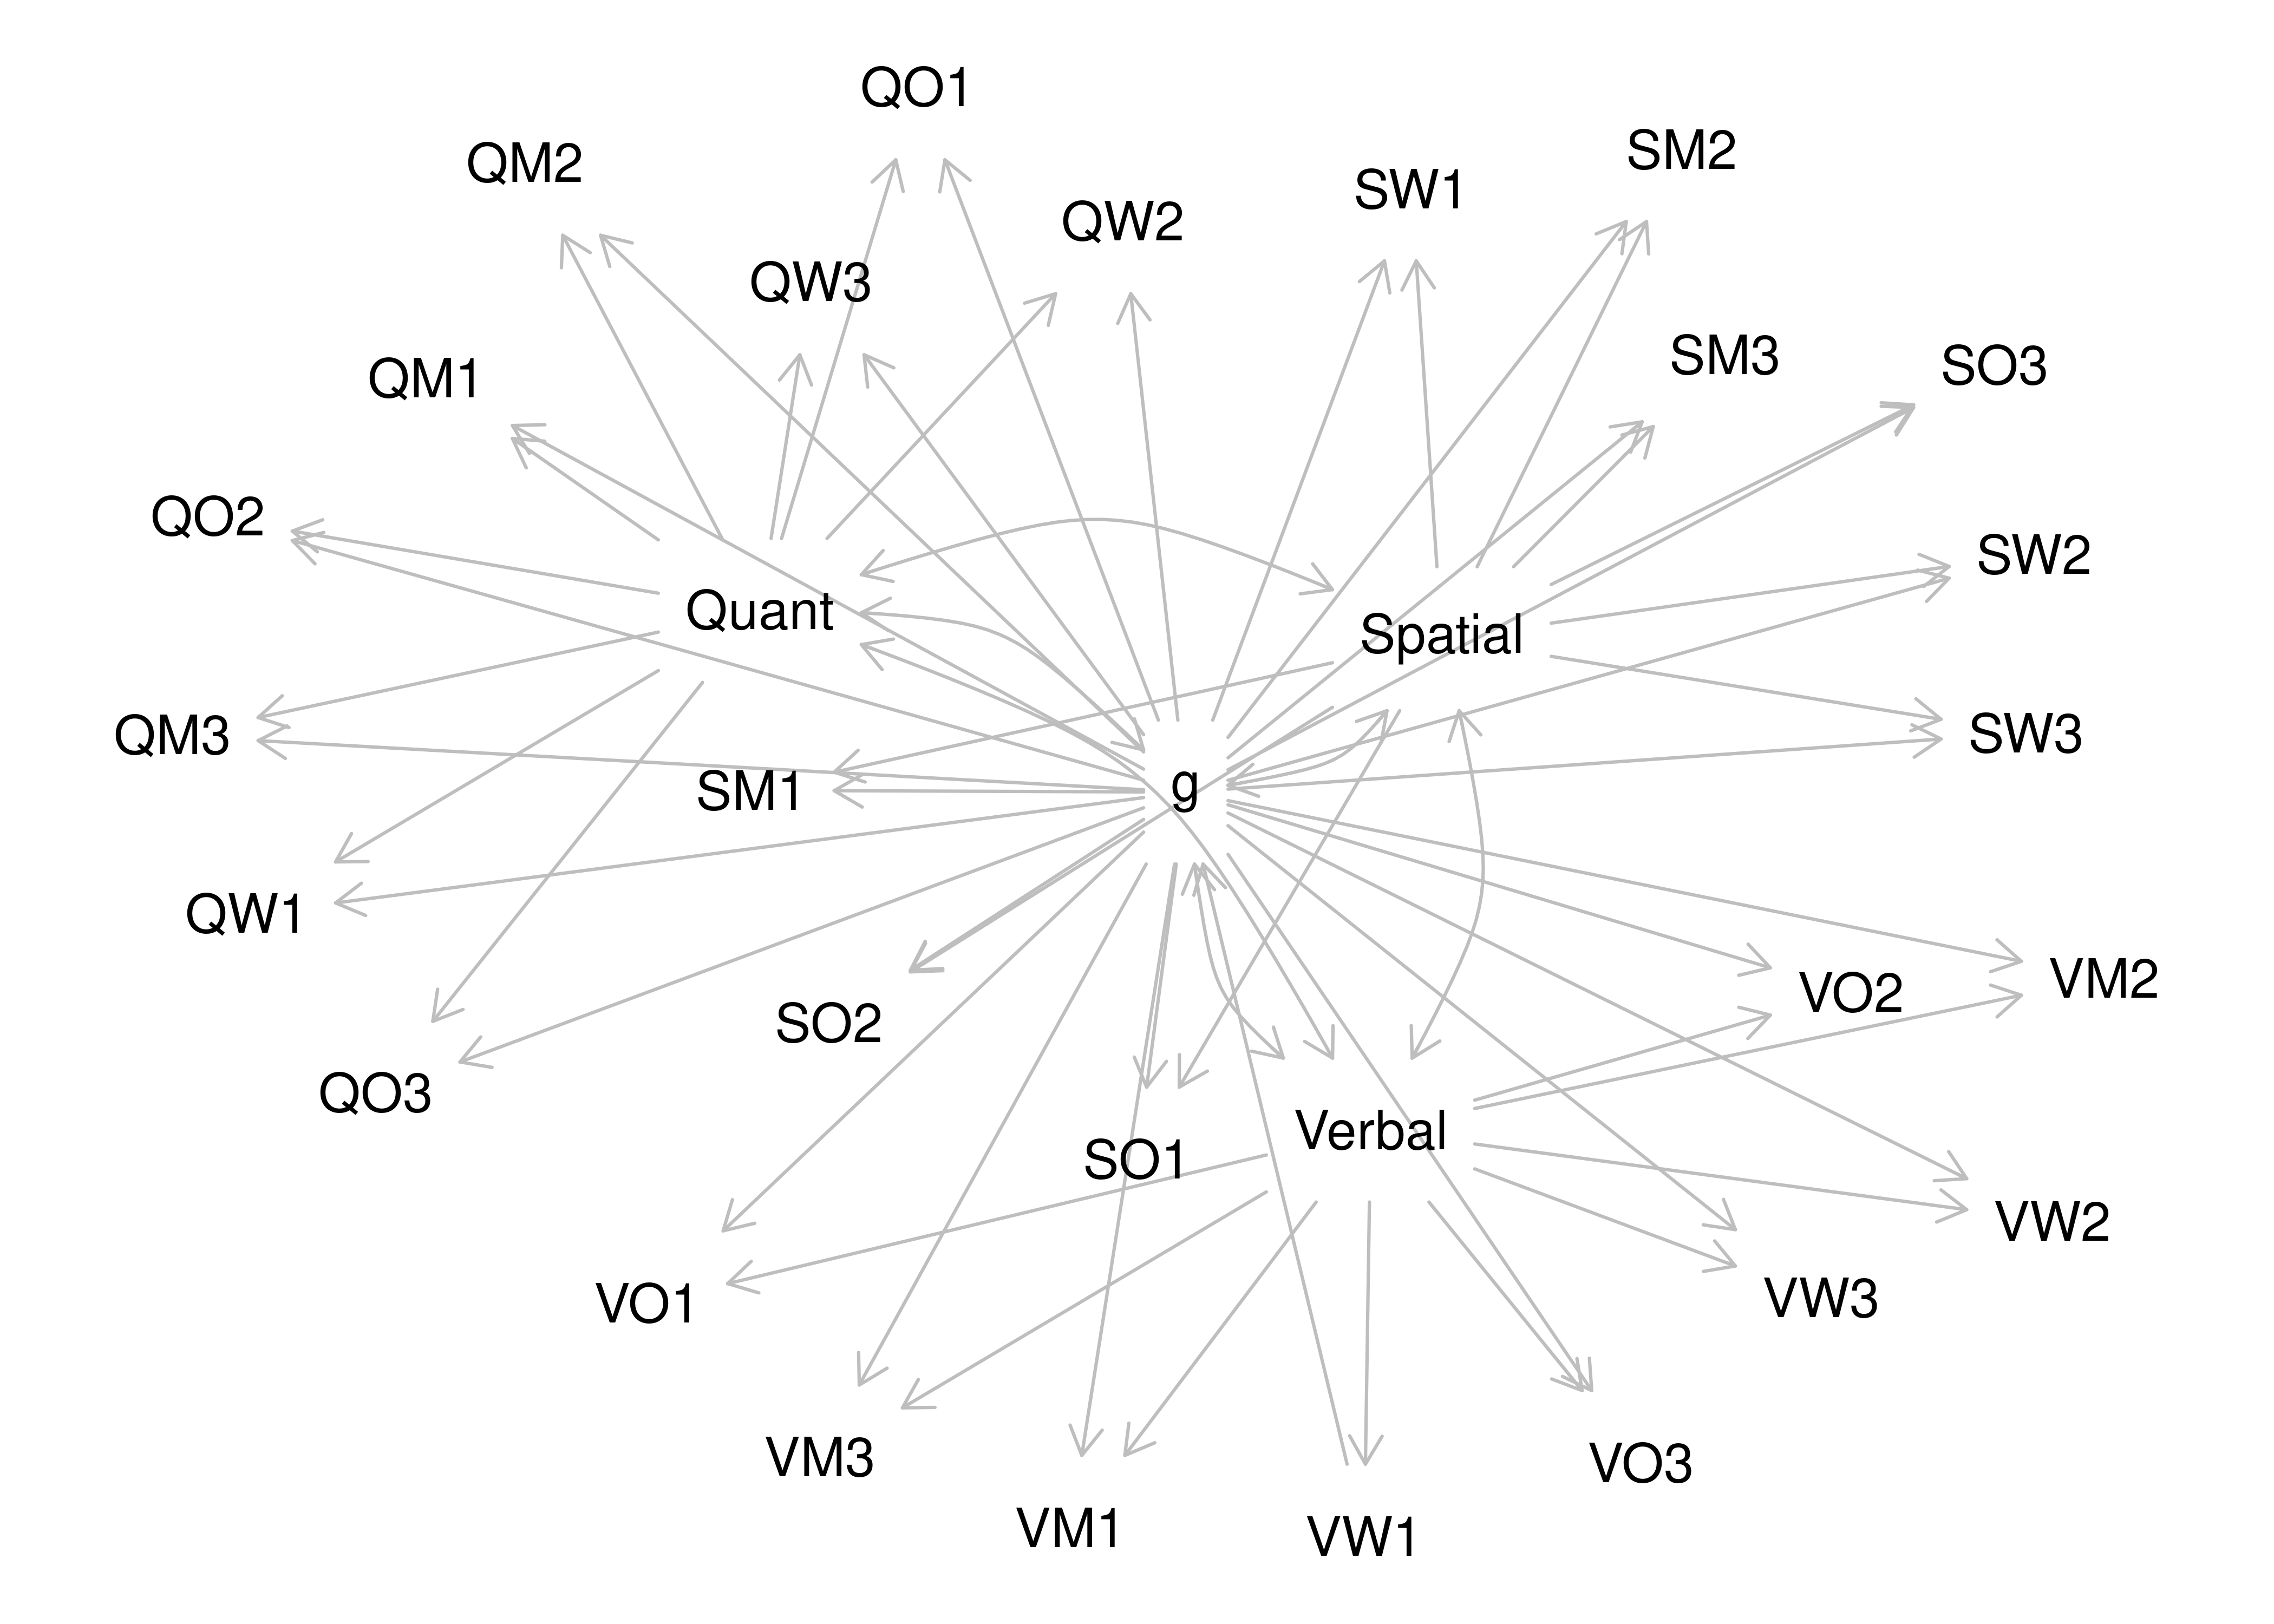 QO1
SM2
QM2
SW1
QW2
QW3
SM3
SO3
QM1
QO2
SW2
Quant
Spatial
QM3
SW3
SM1
g
QW1
VM2
VO2
SO2
QO3
Verbal
SO1
VW2
VW3
VO1
VM3
VO3
VM1
VW1